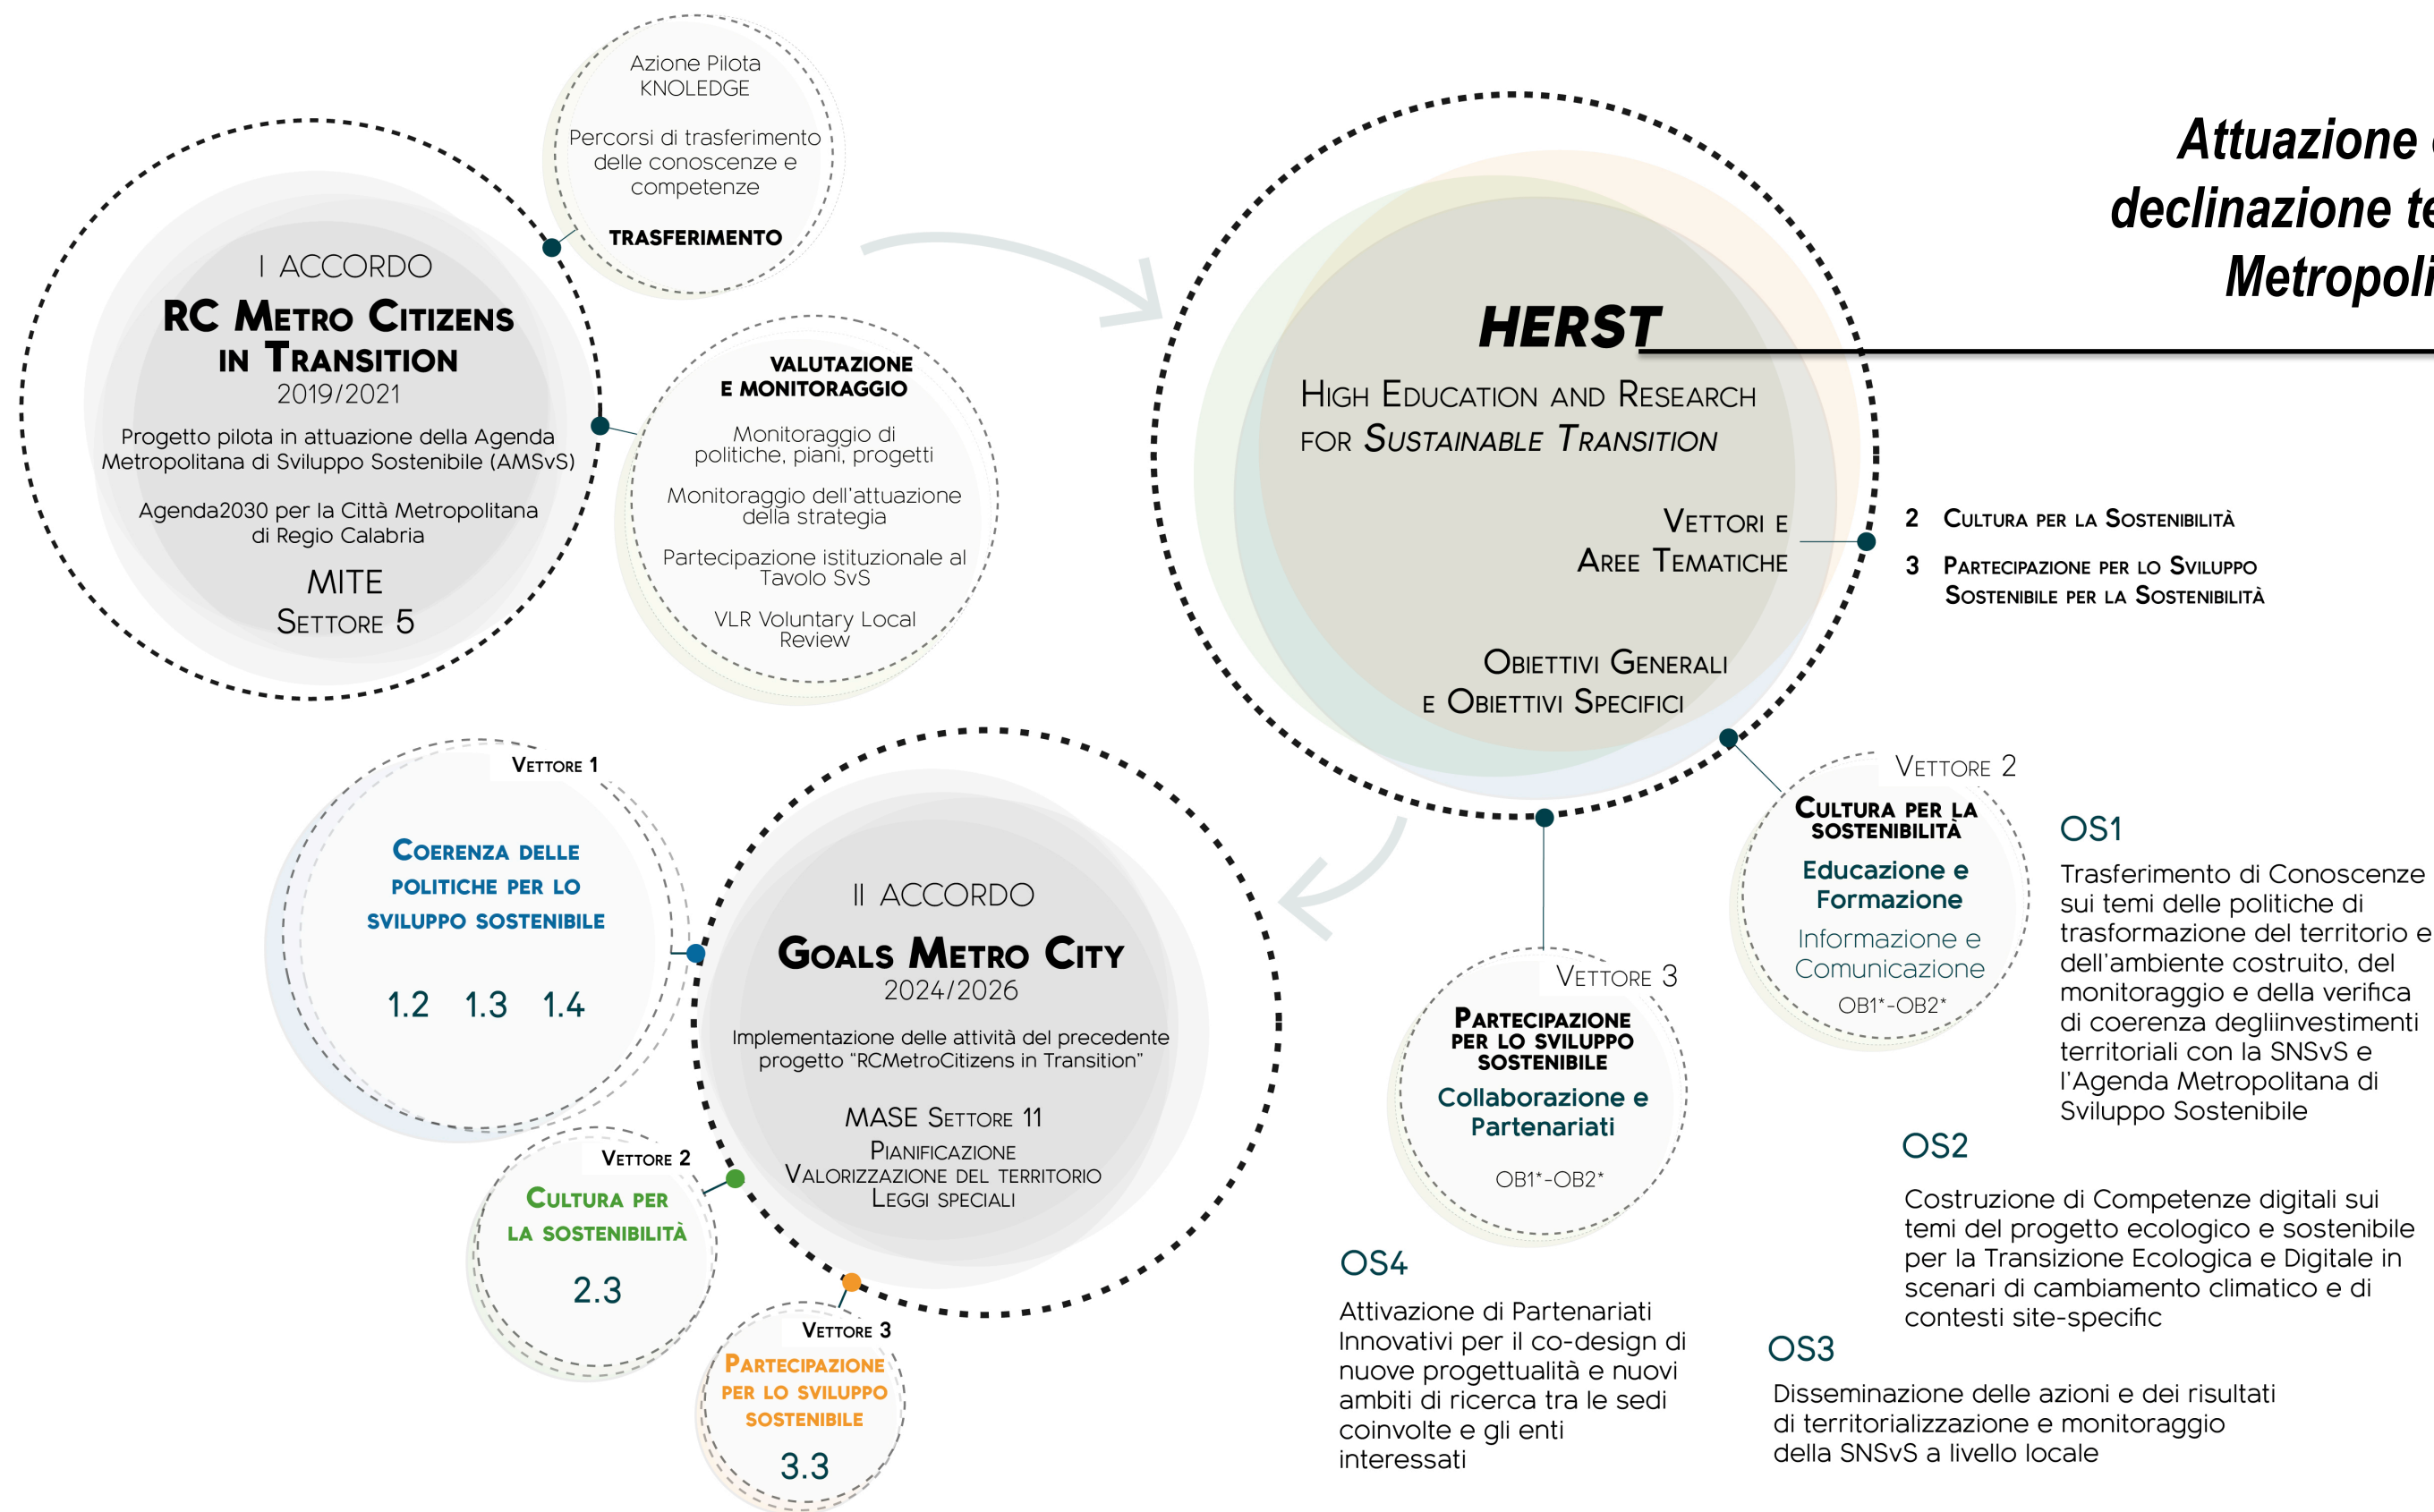 Azione Pilota
KNOLEDGE
Percorsi di trasferimento
delle conoscenze e
competenze
TRASFERIMENTO
I ACCORDO
RC METRO CITIZENS
IN TRANSITION
2019/2021
Progetto pilota in attuazione della Agenda
Metropolitana di Sviluppo Sostenibile (AMSvS)
Agenda2030 per la Città Metropolitana
di Regio Calabria
MITE
SETTORE 5
VALUTAZIONE
E MONITORAGGIO
Monitoraggio di
politiche, piani, progetti
Monitoraggio dell'attuazione
della strategia
Partecipazione istituzionale al
Tavolo SvS
VLR Voluntary Local
Review
Attuazione
declinazione
Metropoli
HERST
HIGH EDUCATION AND RESEARCH
FOR SUSTAINABLE TRANSITION
VETTORI E
AREE TEMATICHE
2 CULTURA PER LA SOSTENIBILITÀ
3 PARTECIPAZIONE PER LO SVILUPPO
SOSTENIBILE PER LA SOSTENIBILITÀ
OBIETTIVI GENERALI
E OBIETTIVI SPECIFICI
VETTORE 1
COERENZA DELLE
POLITICHE PER LO
SVILUPPO SOSTENIBILE
1.2 1.3 1.4
II ACCORDO
GOALS METRO CITY
2024/2026
Implementazione delle attività del precedente
progetto "RCMetroCitizens in Transition"
MASE SETTORE 11
PIANIFICAZIONE
VALORIZZAZIONE DEL TERRITORIO
LEGGI SPECIALI
VETTORE 2
CULTURA PER
LA SOSTENIBILITÀ
2.3
VETTORE 3
PARTECIPAZIONE
PER LO SVILUPPO
SOSTENIBILE
3.3
VETTORE 3
PARTECIPAZIONE
PER LO SVILUPPO
SOSTENIBILE
Collaborazione e
Partenariati
OB1*-OB2*
VETTORE 2
CULTURA PER LA
SOSTENIBILITÀ
Educazione e
Formazione
Informazione e
Comunicazione
OB1*-OB2*
OS1
Trasferimento di Conoscenze
sui temi delle politiche di
trasformazione del territorio e
dell'ambiente costruito, del
monitoraggio e della verifica
di coerenza degliinvestimenti
territoriali con la SNSvS e
l'Agenda Metropolitana di
Sviluppo Sostenibile
OS2
Costruzione di Competenze digitali sui
temi del progetto ecologico e sostenibile
per la Transizione Ecologica e Digitale in
scenari di cambiamento climatico e di
contesti site-specific
OS3
Disseminazione delle azioni e dei risultati
di territorializzazione e monitoraggio
della SNSvS a livello locale
OS4
Attivazione di Partenariati
Innovativi per il co-design di
nuove progettualità e nuovi
ambiti di ricerca tra le sedi
coinvolte e gli enti
interessati